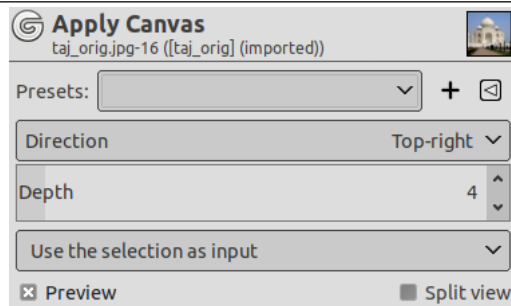 Apply Canvas
taj_orig.jpg-16 ([taj_orig] (imported))
Presets:
Direction Top-right
Depth 4
Use the selection as input
Preview Split view